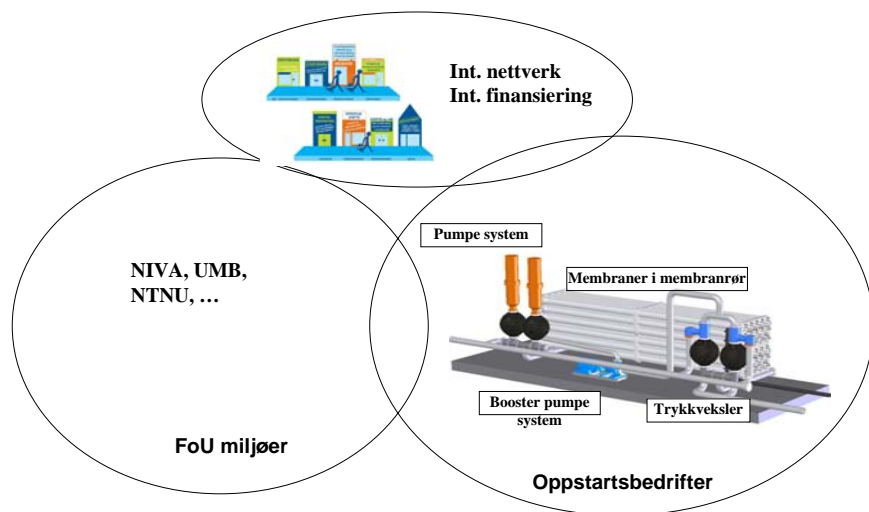 Int. nettverk
Int. finansiering
Pumpe system
NIVA, UMB,
NTNU, …
Membraner i membranrør
Booster pumpe
system
Trykkveksler
FoU miljøer
Oppstartsbedrifter